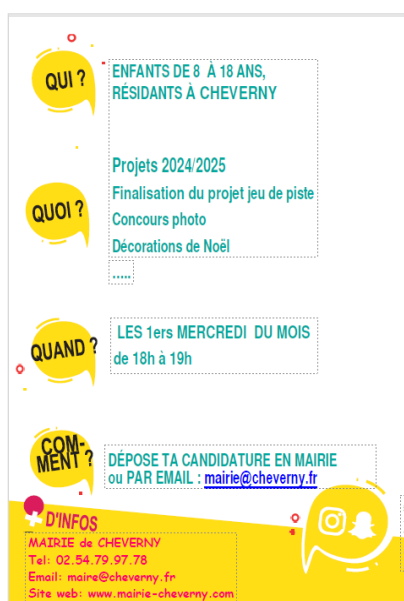 QUI ?
ENFANTS DE 8 À 18 ANS,
RÉSIDANTS À CHEVERNY
QUOI ?
Projets 2024/2025
Finalisation du projet jeu de piste
Concours photo
Décorations de Noël
.....
QUAND ?
LES 1ers MERCREDI DU MOIS
de 18h à 19h
COM-
MENT ?
DÉPOSE TA CANDIDATURE EN MAIRIE
ou PAR EMAIL : mairie@cheverny.fr
+ D'INFOS
MAIRIE de CHEVERNY
Tel: 02.54.79.97.78
Email: maire@cheverny.fr
Site web: www.mairie-cheverny.com